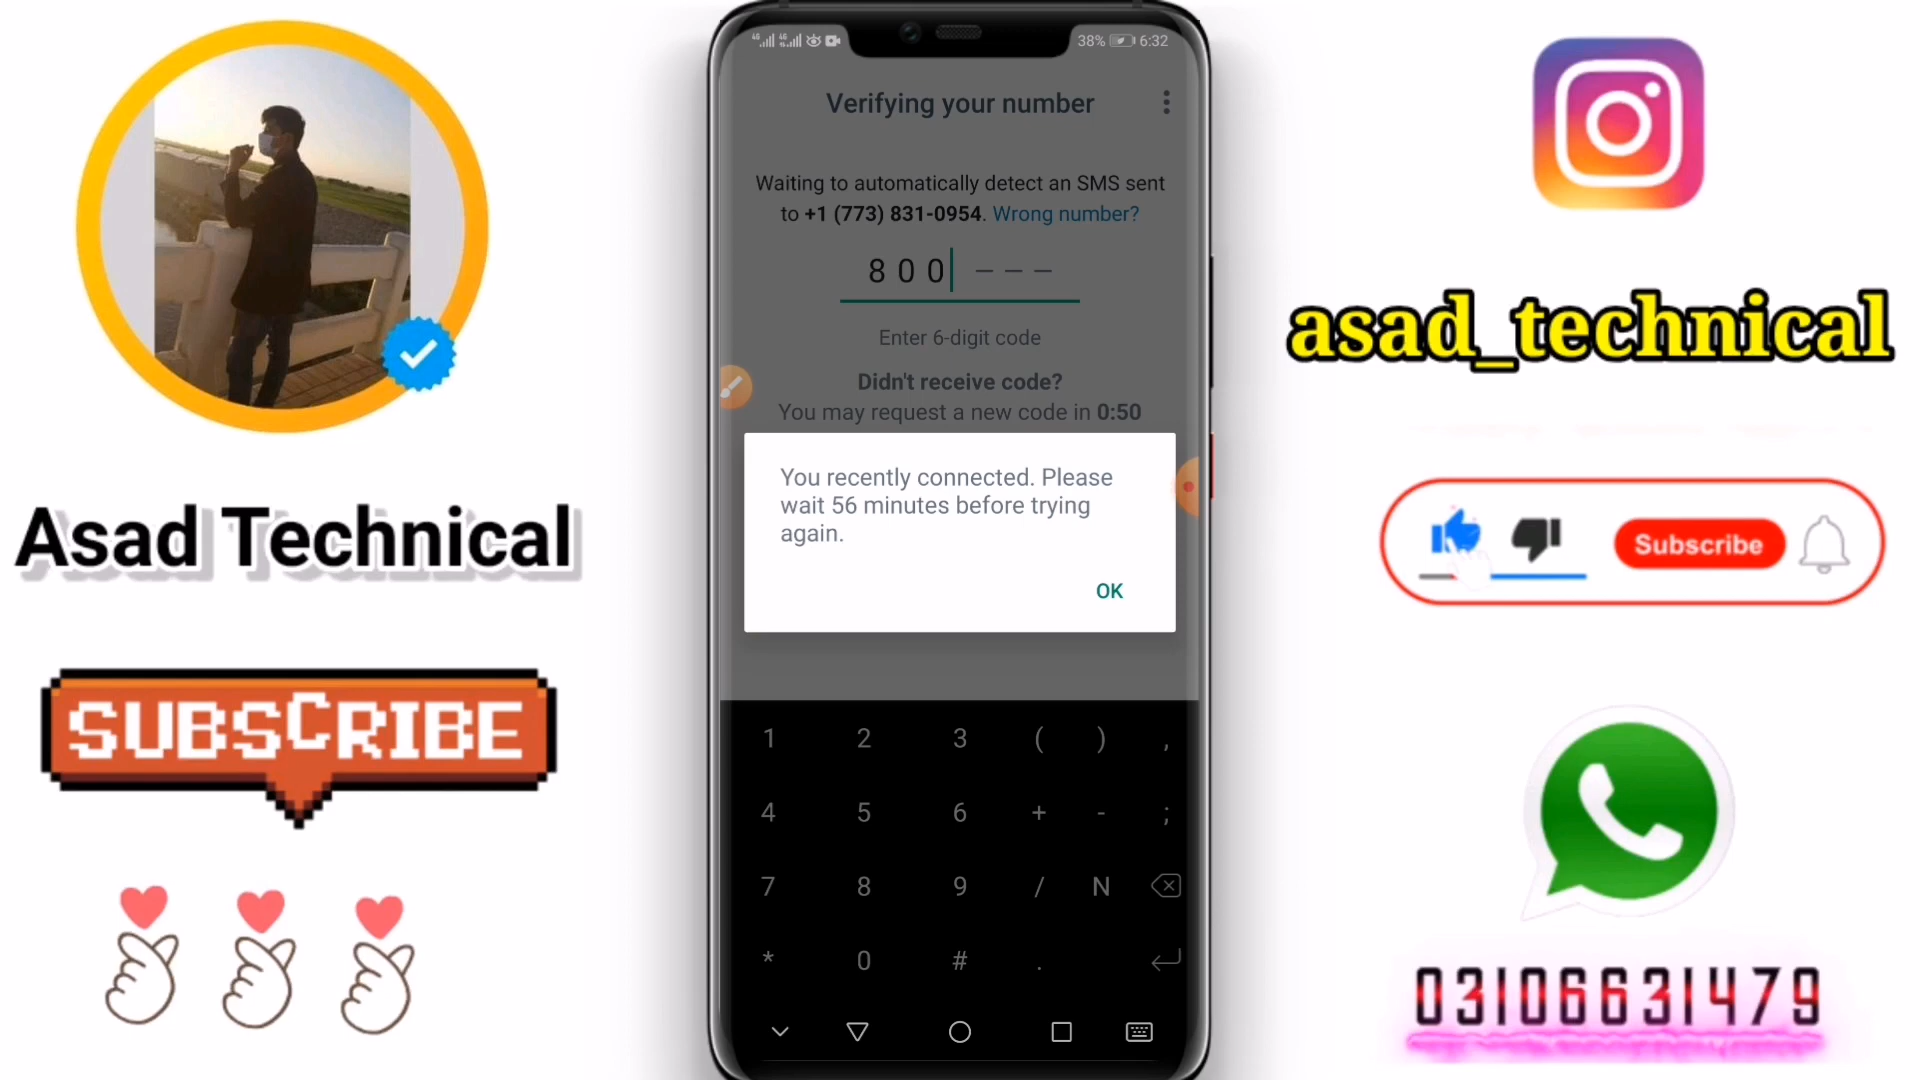 Asad Technical
SUBSCRIBE
4G 4G 38% 6:32
Verifying your number
Waiting to automatically detect an SMS sent
to +1 (773) 831-0954. Wrong number?
800 – – –
Enter 6-digit code
Didn't receive code?
You may request a new code in 0:50
You recently connected. Please
wait 56 minutes before trying
again.
OK
1 2 3 ( ) ,
4 5 6 + - ;
7 8 9 / N
* 0 # .
asad_technical
Subscribe
03106631479